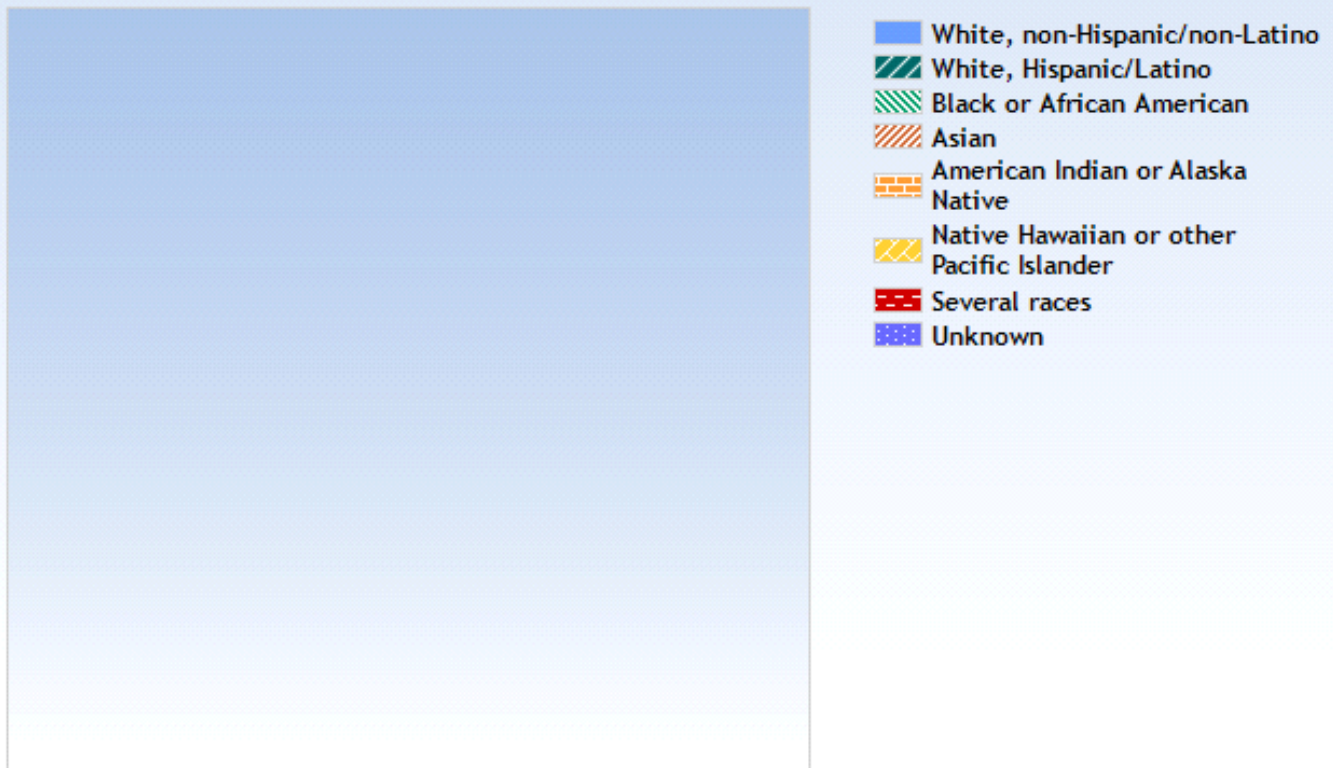 White, non-Hispanic/non-Latino
White, Hispanic/Latino
Black or African American
Asian
American Indian or Alaska
Native
Native Hawaiian or other
Pacific Islander
Several races
Unknown